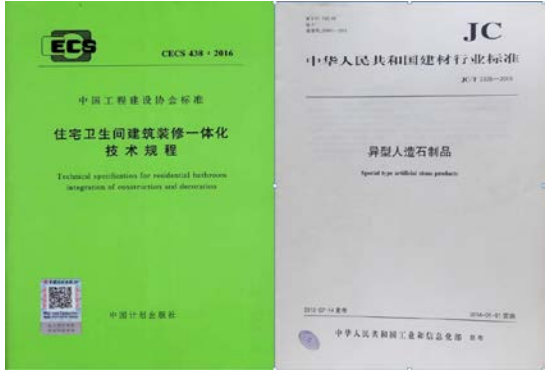 CECS
CECS 438：2016
中国工程建设协会标准
住宅卫生间建筑装修一体化
技术规程
Technical specification for residential bathroom
integration of construction and decoration
中国计划出版社
JC
中华人民共和国建材行业标准
异型人造石制品
Special type artificial stone products
中华人民共和国工业和信息化部 发布